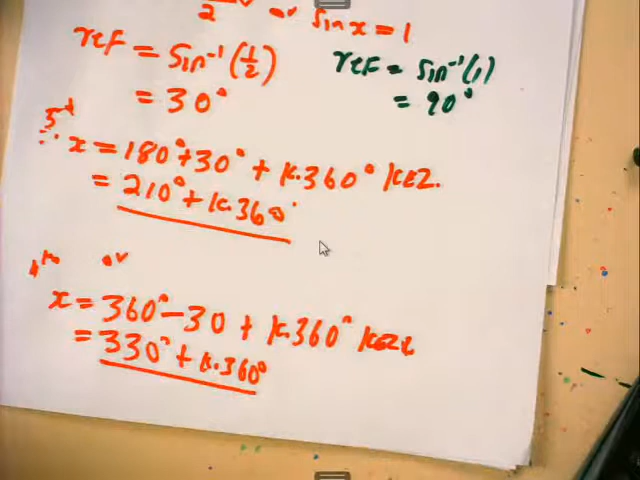 2 or sin x = 1
ref = sin⁻¹(1/2)
= 30°
ref = sin⁻¹(1)
= 90°
3rd
∴ x = 180° + 30° + k.360° k∈Z.
= 210° + k.360°
4th or
x = 360° - 30 + k.360° k∈Z
= 330° + k.360°